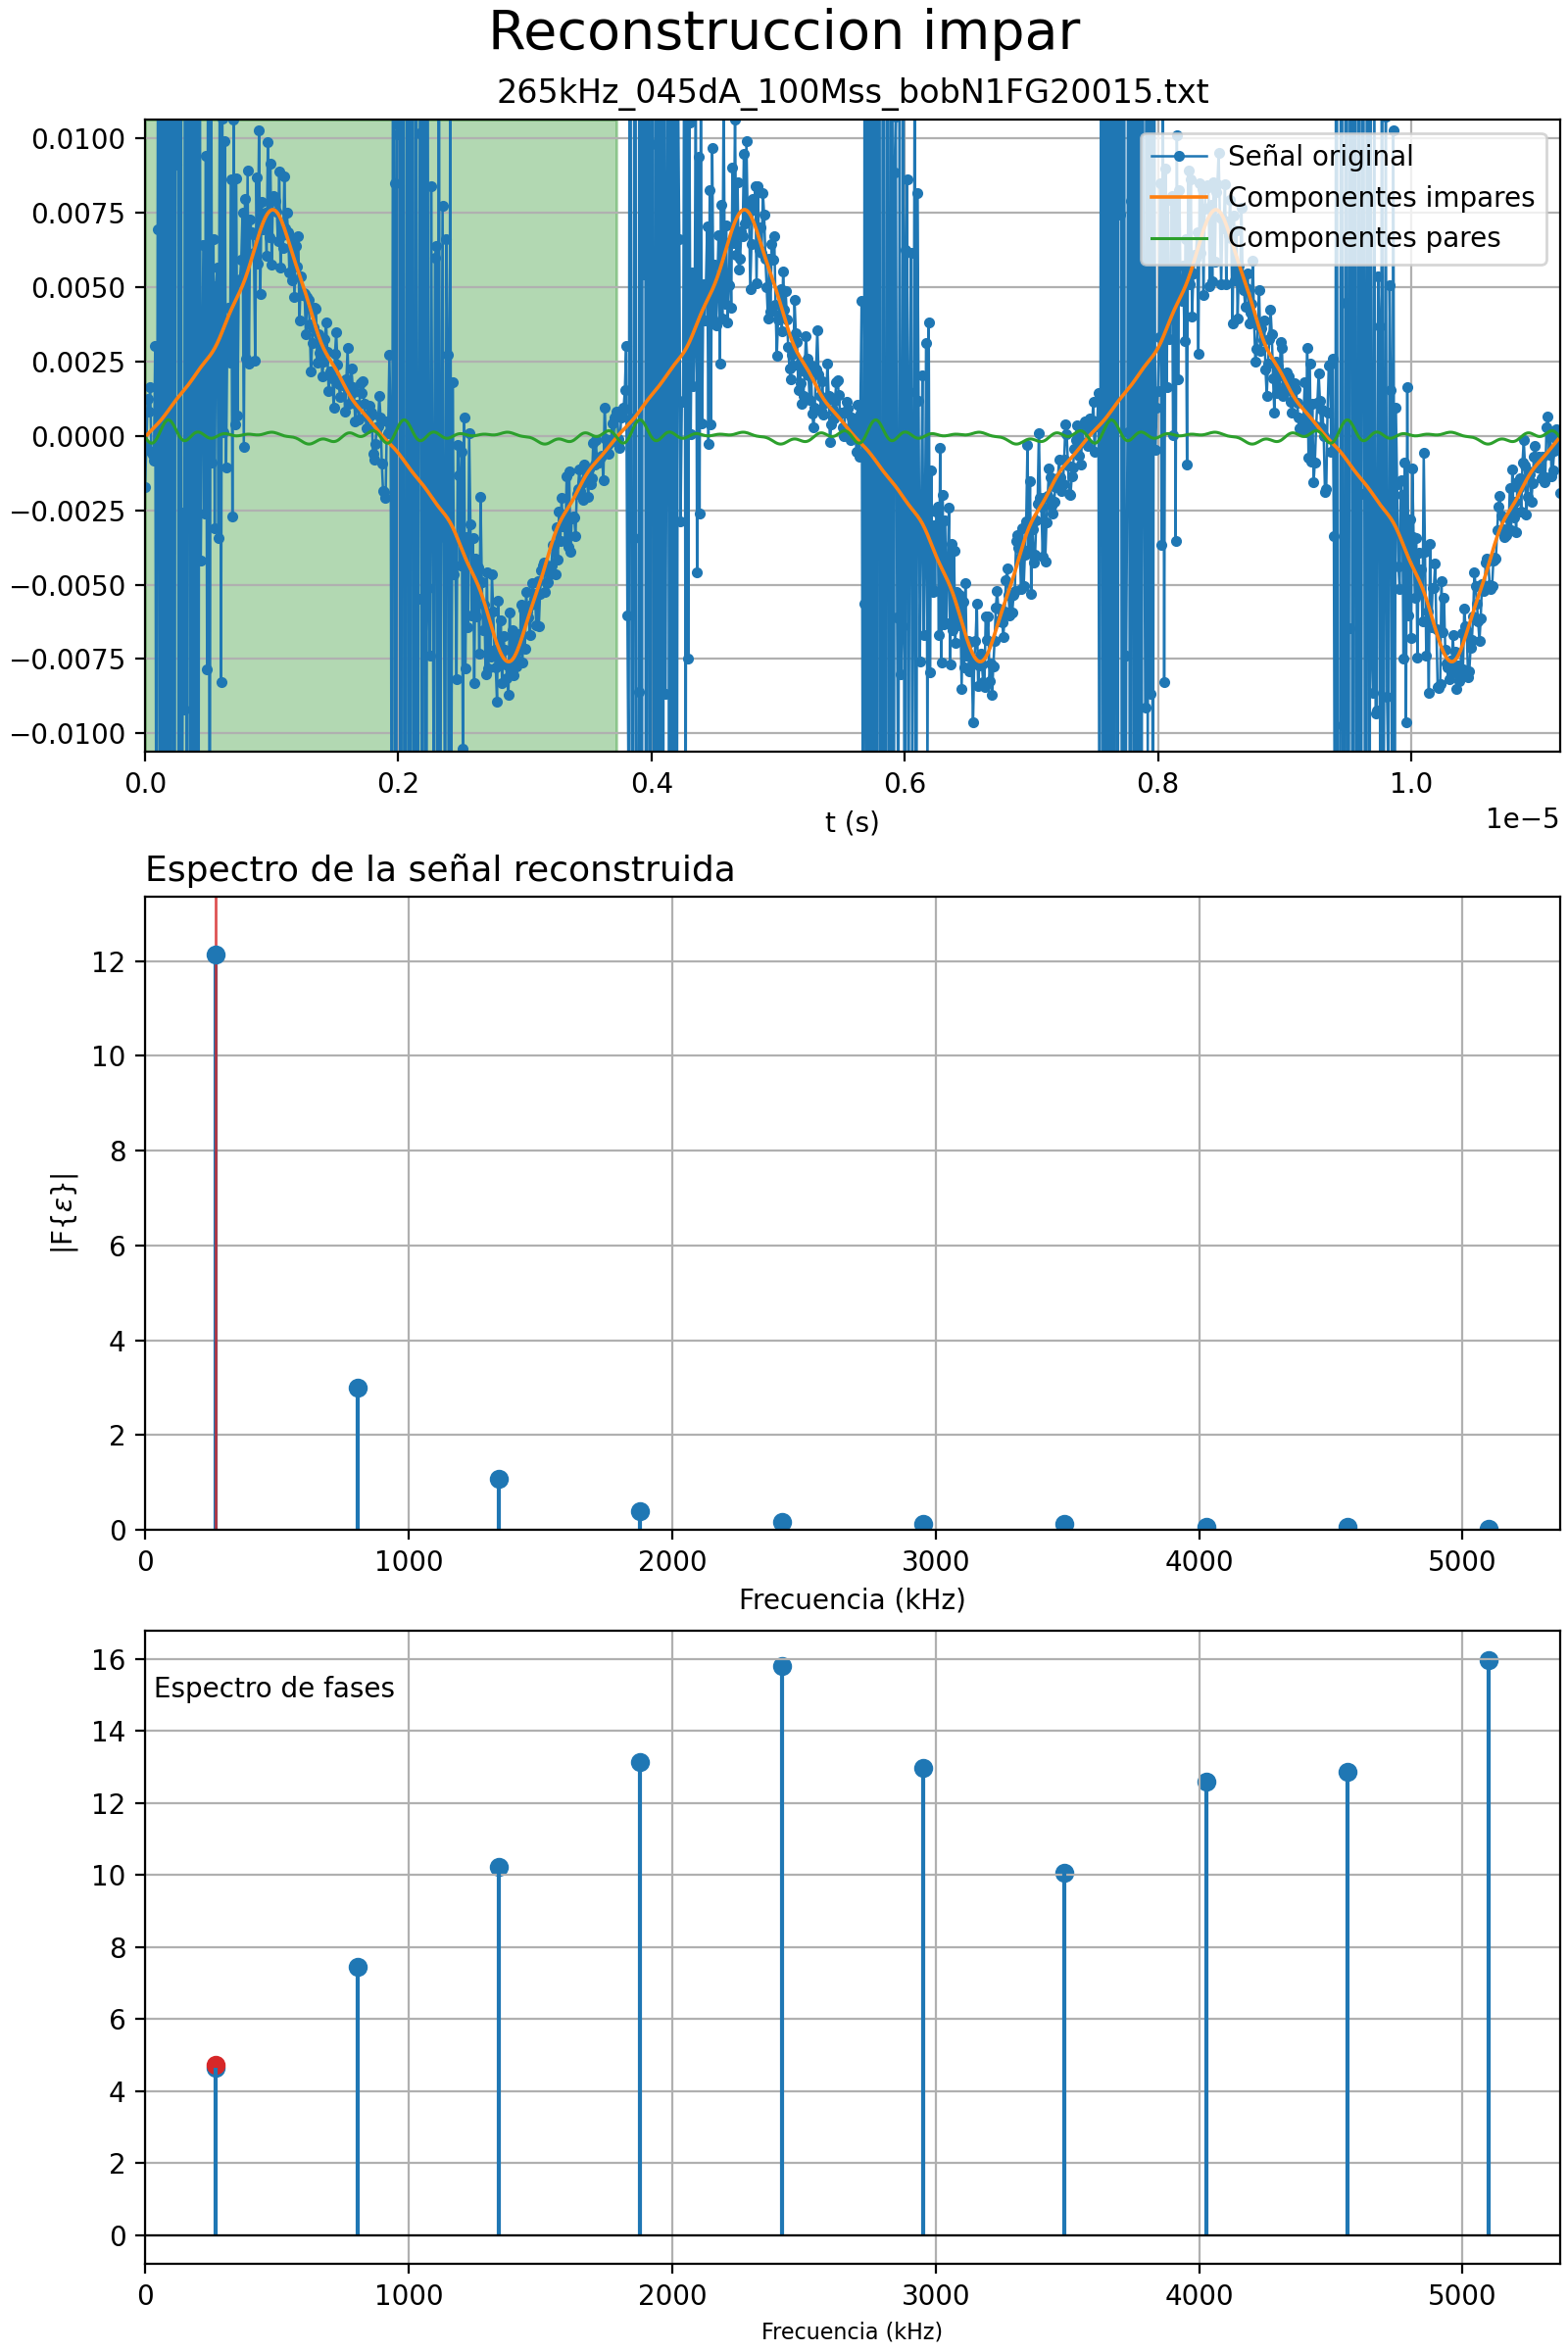 Reconstruccion impar
265kHz_045dA_100Mss_bobN1FG20015.txt
0.0100
0.0075
0.0050
0.0025
0.0000
−0.0025
−0.0050
−0.0075
−0.0100
Señal original
Componentes impares
Componentes pares
0.0 0.2 0.4 0.6 0.8 1.0
t (s)
1e−5
Espectro de la señal reconstruida
12
10
8
6
4
2
0
|F{ε}|
0 1000 2000 3000 4000 5000
Frecuencia (kHz)
Espectro de fases
16
14
12
10
8
6
4
2
0
0 1000 2000 3000 4000 5000
Frecuencia (kHz)